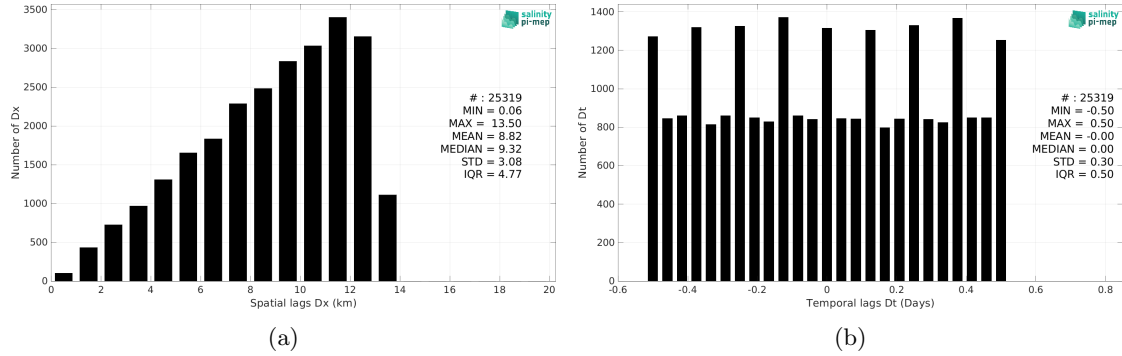 3500
3000
2500
2000
1500
1000
500
0
Number of Dx
0 2 4 6 8 10 12 14 16 18 20
Spatial lags Dx (km)
salinity
pi-mep
# : 25319
MIN = 0.06
MAX = 13.50
MEAN = 8.82
MEDIAN = 9.32
STD = 3.08
IQR = 4.77
(a)
1400
1200
1000
800
600
400
200
0
Number of Dt
-0.6 -0.4 -0.2 0 0.2 0.4 0.6 0.8
Temporal lags Dt (Days)
salinity
pi-mep
# : 25319
MIN = -0.50
MAX = 0.50
MEAN = -0.00
MEDIAN = 0.00
STD = 0.30
IQR = 0.50
(b)